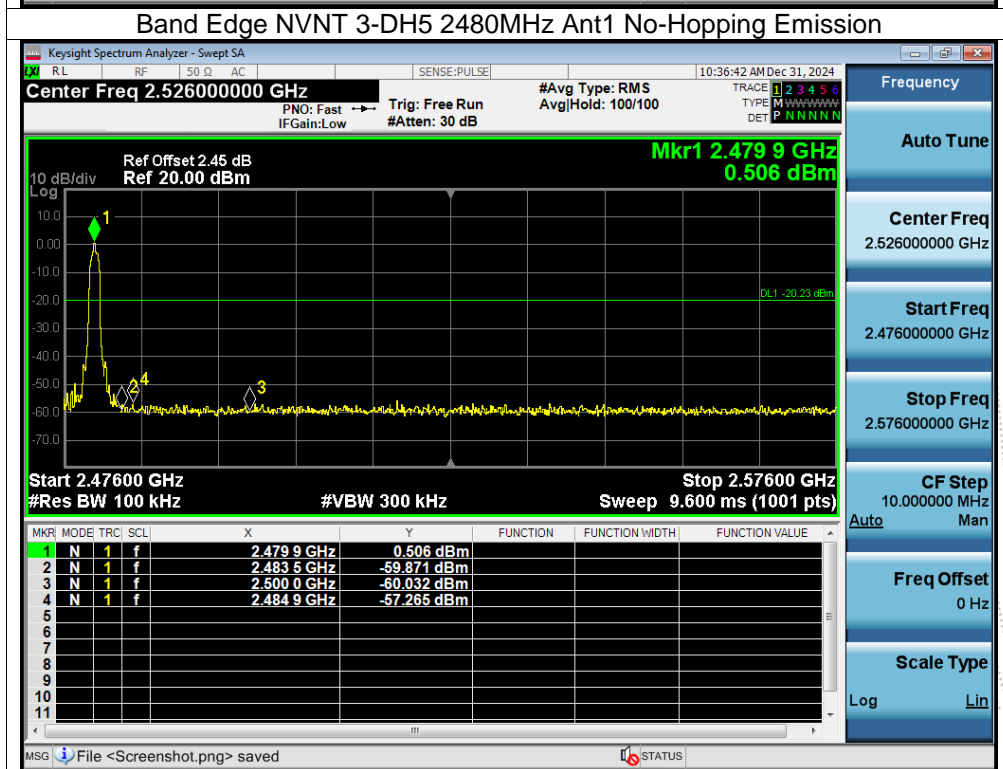 Band Edge NVNT 3-DH5 2480MHz Ant1 No-Hopping Emission
Keysight Spectrum Analyzer - Swept SA
LXI RL RF 50 Ω AC SENSE:PULSE 10:36:42 AM Dec 31, 2024
Center Freq 2.526000000 GHz
PNO: Fast
IFGain:Low
Trig: Free Run
#Atten: 30 dB
#Avg Type: RMS
Avg|Hold: 100/100
TRACE 1 2 3 4 5 6
TYPE M WWWWW
DET P N N N N N
Mkr1 2.479 9 GHz
0.506 dBm
Ref Offset 2.45 dB
10 dB/div Ref 20.00 dBm
Log
10.0
0.00
-10.0
-20.0
-30.0
-40.0
-50.0
-60.0
-70.0
1
DL1 -20.23 dBm
2 4
3
Start 2.47600 GHz Stop 2.57600 GHz
#Res BW 100 kHz #VBW 300 kHz Sweep 9.600 ms (1001 pts)
MKR MODE TRC SCL X Y FUNCTION FUNCTION WIDTH FUNCTION VALUE
1 N 1 f 2.479 9 GHz 0.506 dBm
2 N 1 f 2.483 5 GHz -59.871 dBm
3 N 1 f 2.500 0 GHz -60.032 dBm
4 N 1 f 2.484 9 GHz -57.265 dBm
5
6
7
8
9
10
11
MSG File <Screenshot.png> saved STATUS
Frequency
Auto Tune
Center Freq
2.526000000 GHz
Start Freq
2.476000000 GHz
Stop Freq
2.576000000 GHz
CF Step
10.000000 MHz
Auto Man
Freq Offset
0 Hz
Scale Type
Log Lin